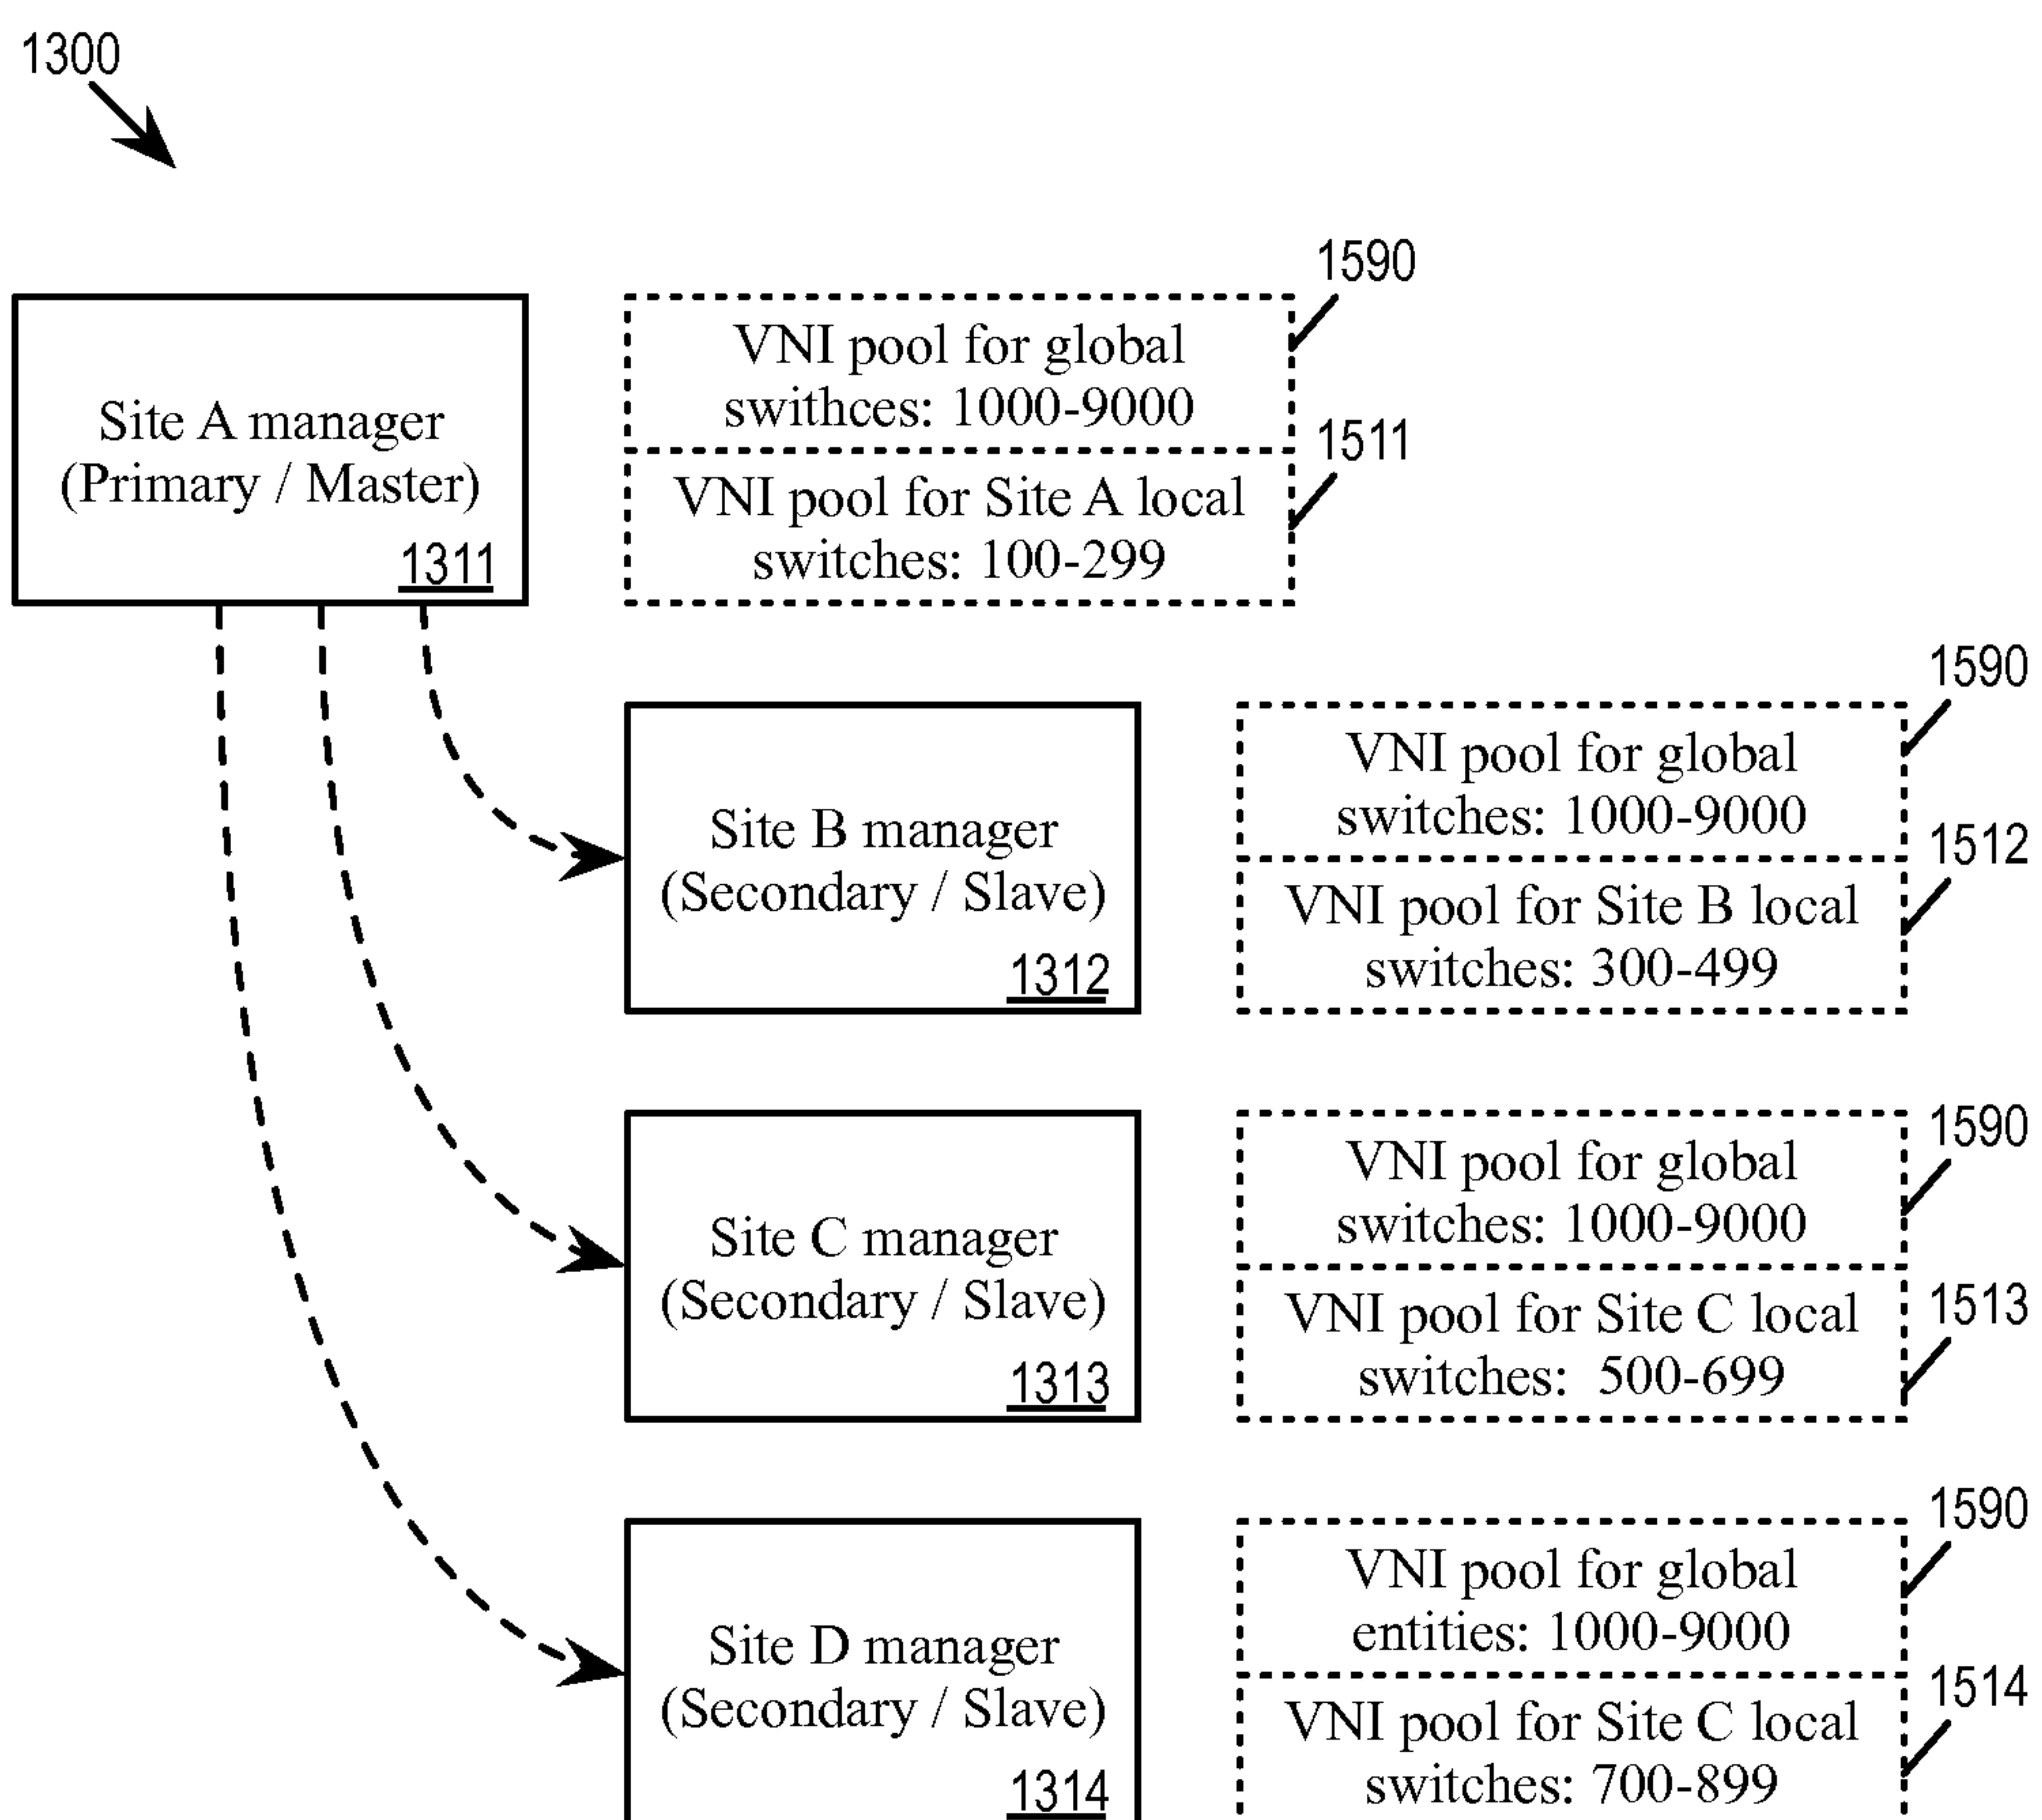 1300
1590
VNI pool for global
swithces: 1000-9000
1511
Site A manager
(Primary / Master)
1311
VNI pool for Site A local
switches: 100-299
1590
Site B manager
(Secondary / Slave)
1312
VNI pool for global
switches: 1000-9000
1512
VNI pool for Site B local
switches: 300-499
1590
Site C manager
(Secondary / Slave)
1313
VNI pool for global
switches: 1000-9000
1513
VNI pool for Site C local
switches: 500-699
1590
Site D manager
(Secondary / Slave)
1314
VNI pool for global
entities: 1000-9000
1514
VNI pool for Site C local
switches: 700-899